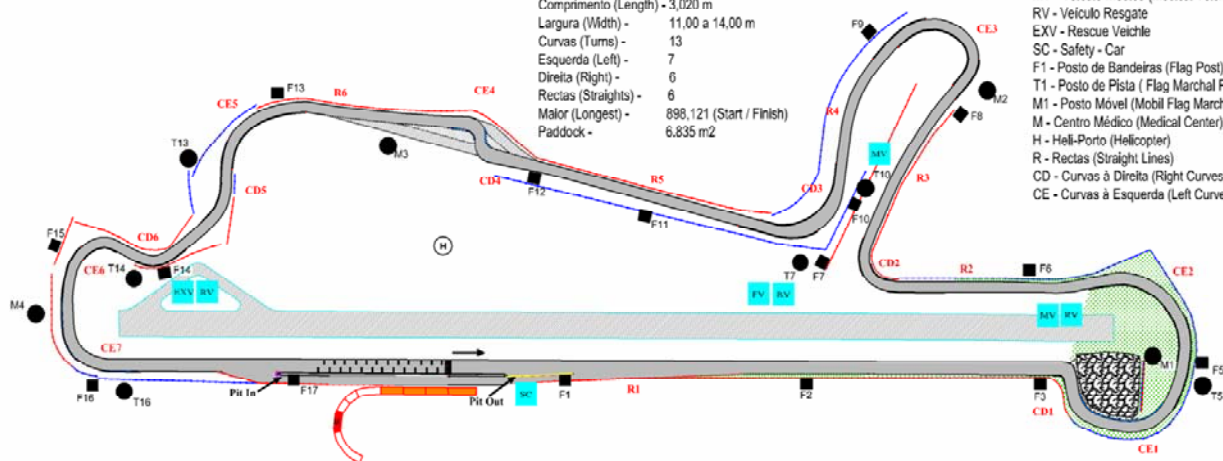 Comprimento (Length) - 3,020 m
Largura (Width) - 11,00 a 14,00 m
Curvas (Turns) - 13
Esquerda (Left) - 7
Direita (Right) - 6
Rectas (Straights) - 6
Maior (Longest) - 898,121 (Start / Finish)
Paddock - 6.835 m2
RV - Veículo Resgate
EXV - Rescue Veichle
SC - Safety - Car
F1 - Posto de Bandeiras (Flag Post)
T1 - Posto de Pista ( Flag Marchal P
M1 - Posto Móvel (Mobil Flag March
M - Centro Médico (Medical Center)
H - Heli-Porto (Helicopter)
R - Rectas (Straight Lines)
CD - Curvas à Direita (Right Curves
CE - Curvas à Esquerda (Left Curve
F9
CE3
F13
R6
CE4
CE5
M2
R4
F8
T13
M3
MV
R3
CD5
CD4
F12
R5
CD3
T10
F10
F11
F15
CD6
H
CE6
T14
F14
T7
F7
CD2
R2
F6
CE2
EXV
RV
M4
MV
RV
CE7
M1
F5
T5
Pit In
F17
Pit Out
SC
F1
R1
F2
F3
CD1
F16
T16
CE1